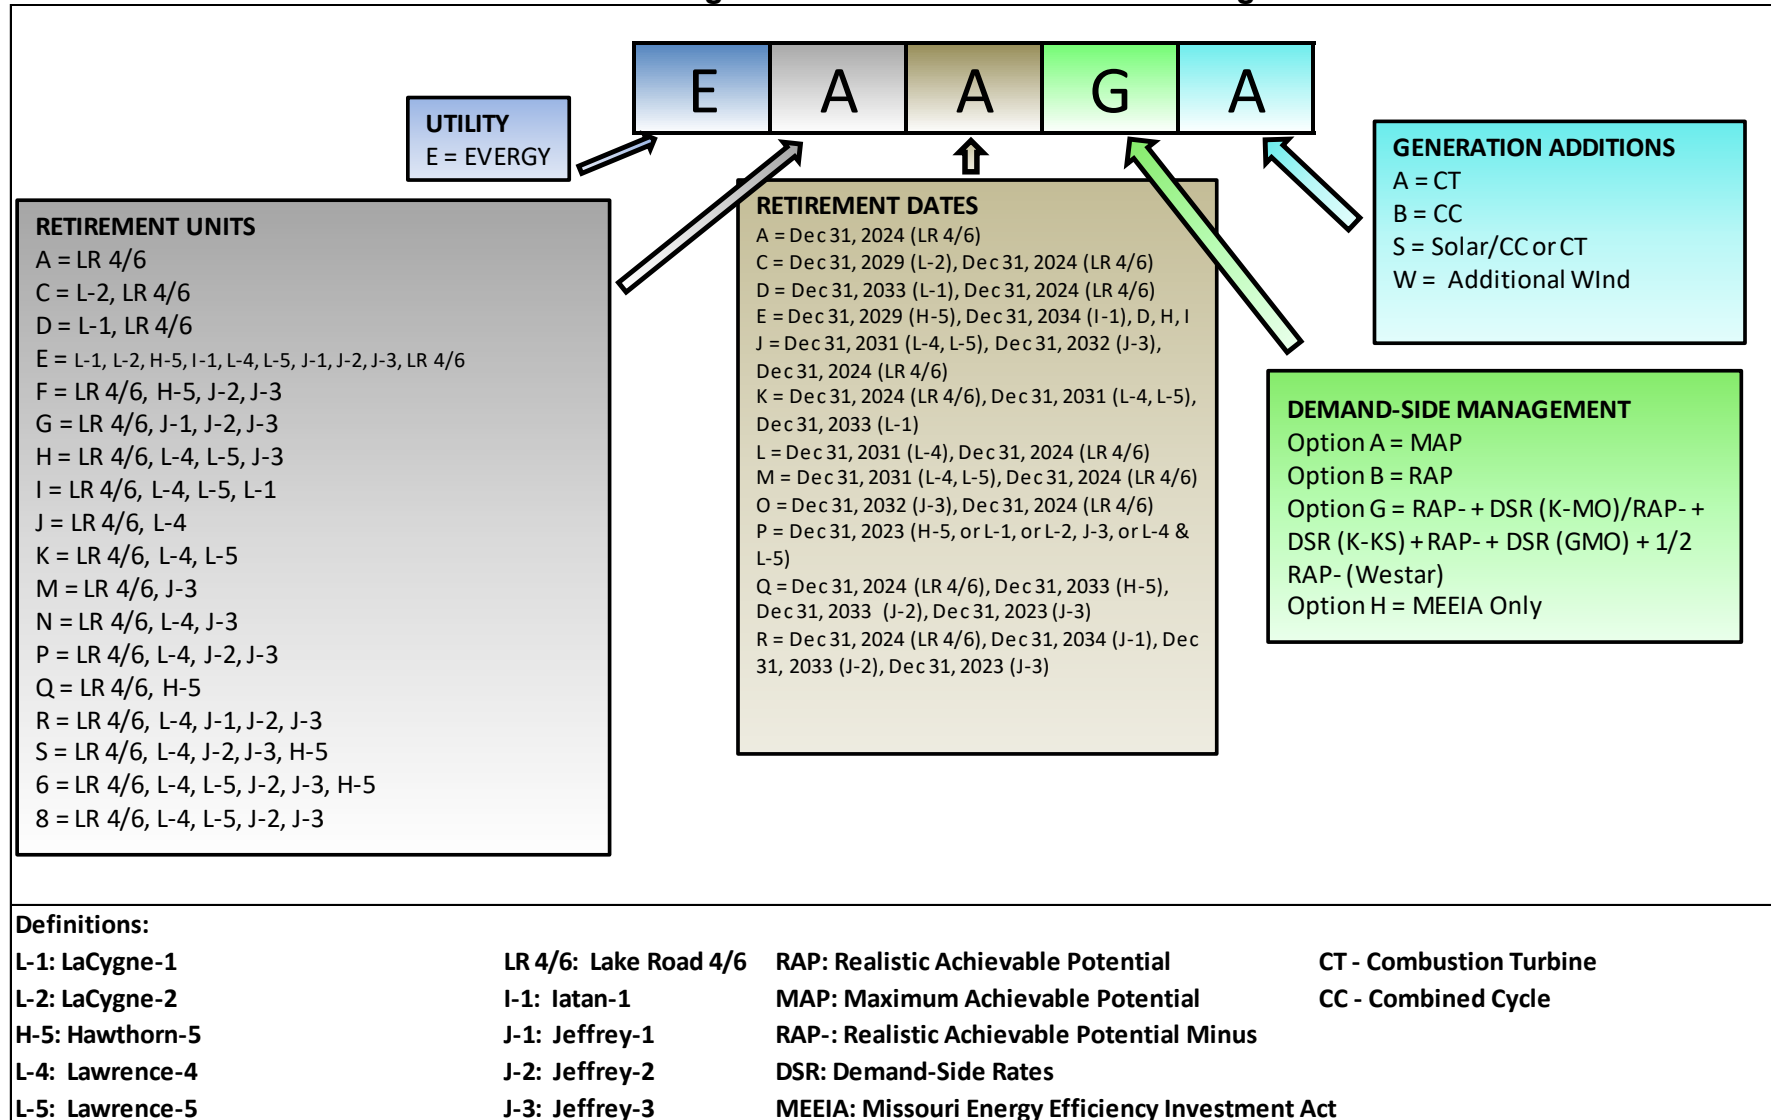 E A A G A
UTILITY
E = EVERGY
RETIREMENT UNITS
A = LR 4/6
C = L-2, LR 4/6
D = L-1, LR 4/6
E = L-1, L-2, H-5, I-1, L-4, L-5, J-1, J-2, J-3, LR 4/6
F = LR 4/6, H-5, J-2, J-3
G = LR 4/6, J-1, J-2, J-3
H = LR 4/6, L-4, L-5, J-3
I = LR 4/6, L-4, L-5, L-1
J = LR 4/6, L-4
K = LR 4/6, L-4, L-5
M = LR 4/6, J-3
N = LR 4/6, L-4, J-3
P = LR 4/6, L-4, J-2, J-3
Q = LR 4/6, H-5
R = LR 4/6, L-4, J-1, J-2, J-3
S = LR 4/6, L-4, J-2, J-3, H-5
6 = LR 4/6, L-4, L-5, J-2, J-3, H-5
8 = LR 4/6, L-4, L-5, J-2, J-3
RETIREMENT DATES
A = Dec 31, 2024 (LR 4/6)
C = Dec 31, 2029 (L-2), Dec 31, 2024 (LR 4/6)
D = Dec 31, 2033 (L-1), Dec 31, 2024 (LR 4/6)
E = Dec 31, 2029 (H-5), Dec 31, 2034 (I-1), D, H, I
J = Dec 31, 2031 (L-4, L-5), Dec 31, 2032 (J-3),
Dec 31, 2024 (LR 4/6)
K = Dec 31, 2024 (LR 4/6), Dec 31, 2031 (L-4, L-5),
Dec 31, 2033 (L-1)
L = Dec 31, 2031 (L-4), Dec 31, 2024 (LR 4/6)
M = Dec 31, 2031 (L-4, L-5), Dec 31, 2024 (LR 4/6)
O = Dec 31, 2032 (J-3), Dec 31, 2024 (LR 4/6)
P = Dec 31, 2023 (H-5, or L-1, or L-2, J-3, or L-4 &
L-5)
Q = Dec 31, 2024 (LR 4/6), Dec 31, 2033 (H-5),
Dec 31, 2033 (J-2), Dec 31, 2023 (J-3)
R = Dec 31, 2024 (LR 4/6), Dec 31, 2034 (J-1), Dec
31, 2033 (J-2), Dec 31, 2023 (J-3)
GENERATION ADDITIONS
A = CT
B = CC
S = Solar/CC or CT
W = Additional WInd
DEMAND-SIDE MANAGEMENT
Option A = MAP
Option B = RAP
Option G = RAP- + DSR (K-MO)/RAP- +
DSR (K-KS) + RAP- + DSR (GMO) + 1/2
RAP- (Westar)
Option H = MEEIA Only
Definitions:
L-1: LaCygne-1 LR 4/6: Lake Road 4/6 RAP: Realistic Achievable Potential CT - Combustion Turbine
L-2: LaCygne-2 I-1: Iatan-1 MAP: Maximum Achievable Potential CC - Combined Cycle
H-5: Hawthorn-5 J-1: Jeffrey-1 RAP-: Realistic Achievable Potential Minus
L-4: Lawrence-4 J-2: Jeffrey-2 DSR: Demand-Side Rates
L-5: Lawrence-5 J-3: Jeffrey-3 MEEIA: Missouri Energy Efficiency Investment Act